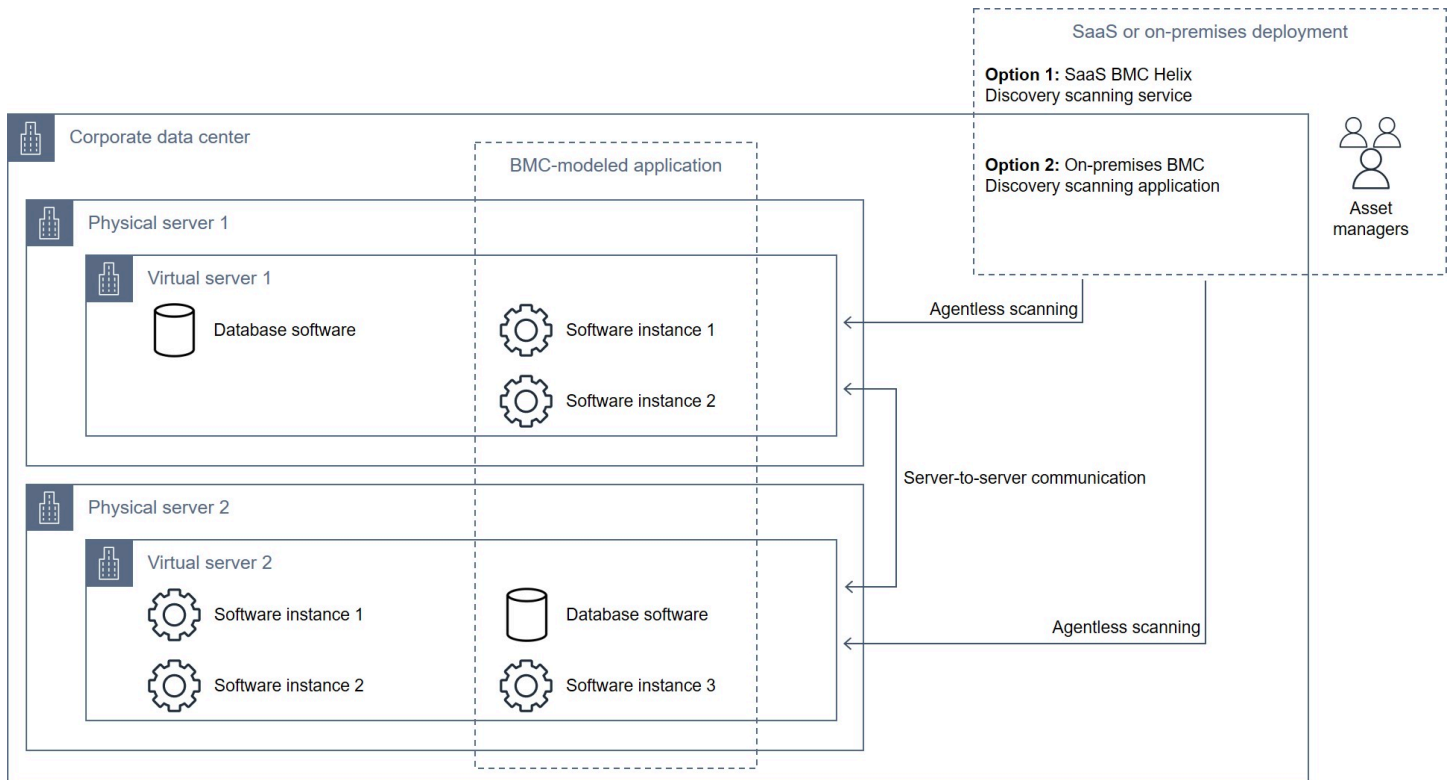 SaaS or on-premises deployment
Option 1: SaaS BMC Helix
Discovery scanning service
Option 2: On-premises BMC
Discovery scanning application
Asset
managers
Corporate data center
BMC-modeled application
Physical server 1
Virtual server 1
Database software
Software instance 1
Software instance 2
Agentless scanning
Server-to-server communication
Physical server 2
Virtual server 2
Software instance 1
Database software
Software instance 2
Software instance 3
Agentless scanning